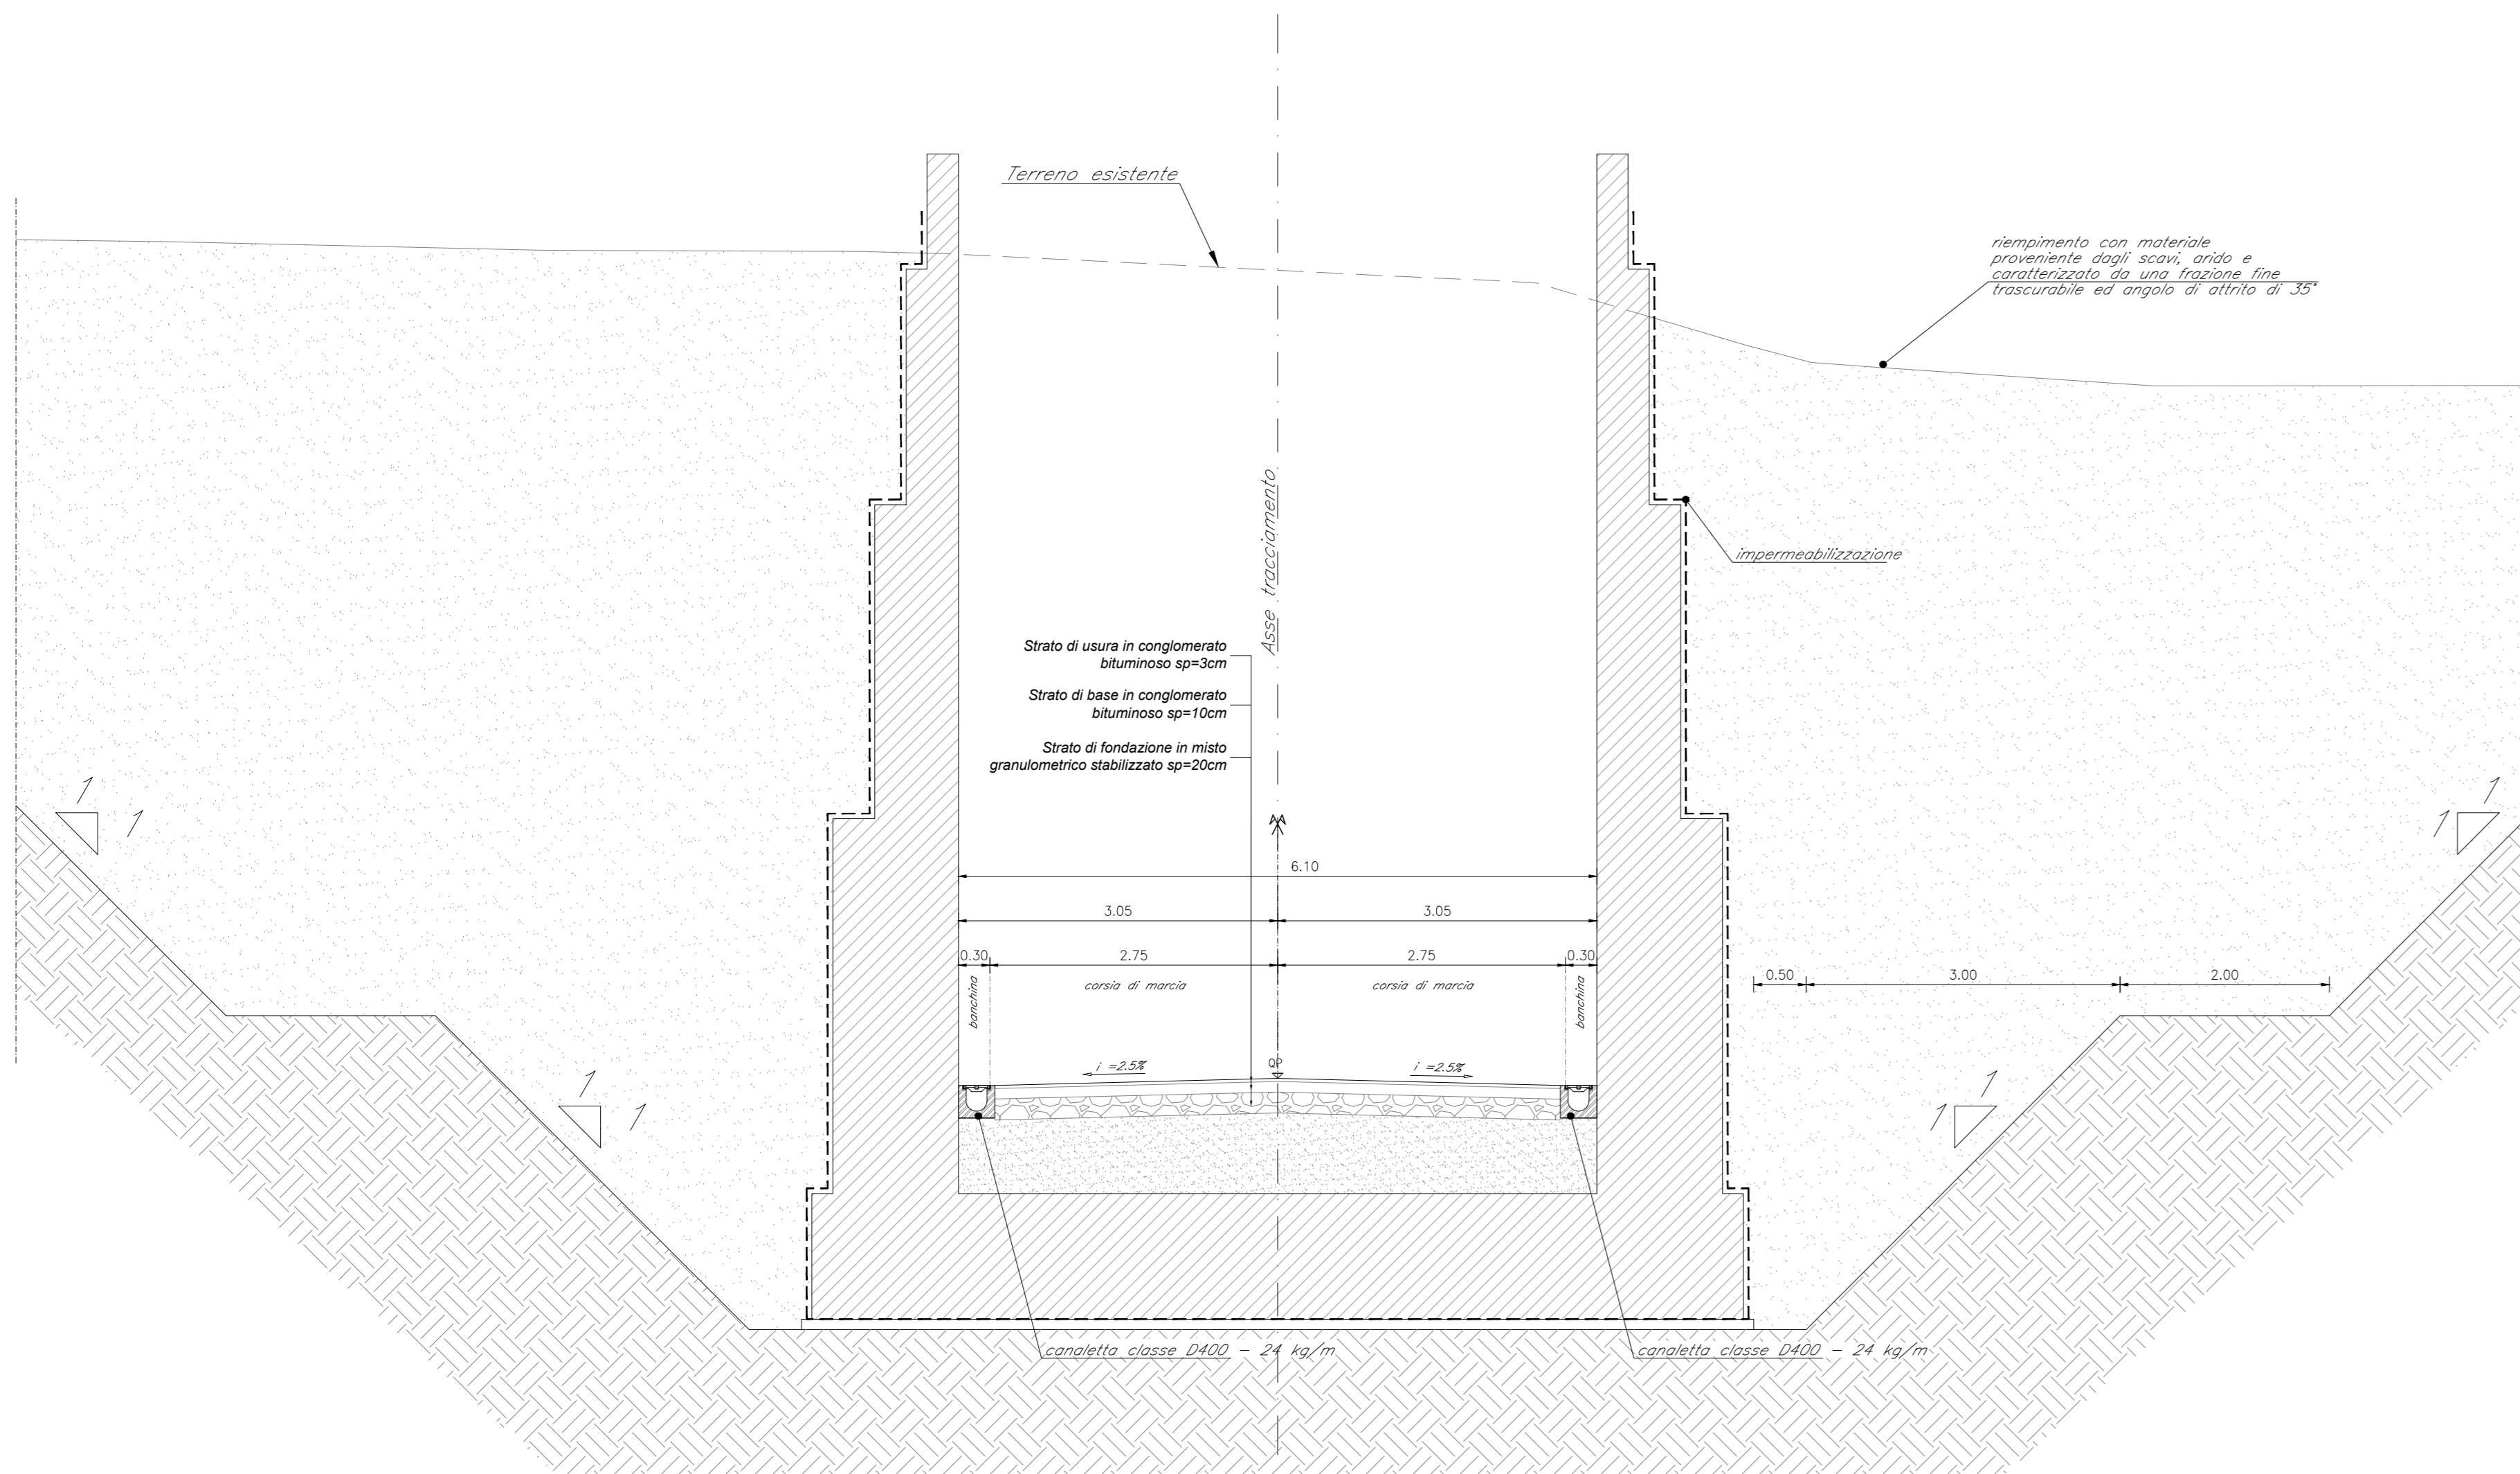 Terreno esistente
riempimento con materiale
proveniente dagli scavi, arido e
caratterizzato da una frazione fine
trascurabile ed angolo di attrito di 35°
Asse tracciamento
impermeabilizzazione
Strato di usura in conglomerato
bituminoso sp=3cm
Strato di base in conglomerato
bituminoso sp=10cm
Strato di fondazione in misto
granulometrico stabilizzato sp=20cm
1
1
1
1
6.10
3.05
3.05
0.30
2.75
2.75
0.30
0.50
3.00
2.00
banchina
corsia di marcia
corsia di marcia
banchina
i =2.5%
QP
i =2.5%
1
1
1
1
canaletta classe D400 - 24 kg/m
canaletta classe D400 - 24 kg/m